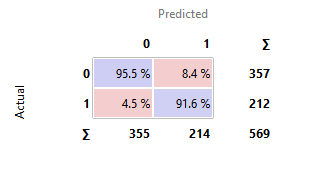 Predicted
0 1 ∑
0 95.5 % 8.4 % 357
Actual
1 4.5 % 91.6 % 212
∑ 355 214 569